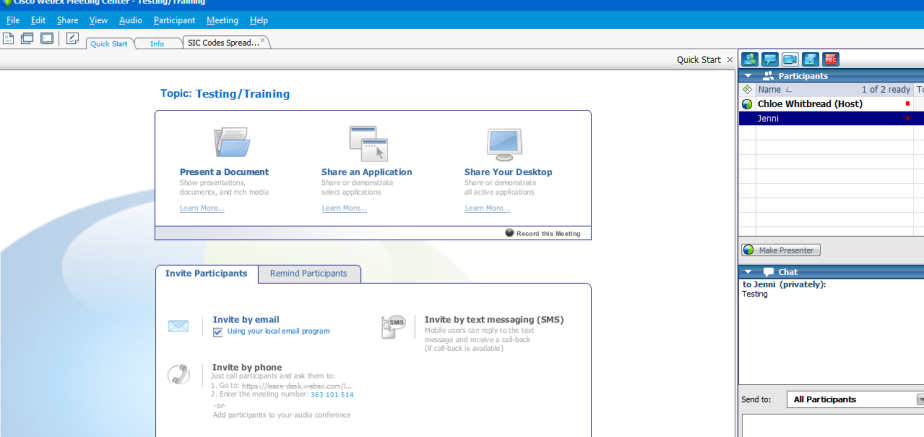 Cisco WebEx Meeting Center - Testing/Training
File Edit Share View Audio Participant Meeting Help
Quick Start Info SIC Codes Spread... ×
Quick Start ×
REC
Participants
Name 1 of 2 ready To
Chloe Whitbread (Host)
Jenni
Topic: Testing/Training
Present a Document
Show presentations,
documents, and rich media
Learn More...
Share an Application
Share or demonstrate
select applications
Learn More...
Share Your Desktop
Share or demonstrate
all active applications
Learn More...
Record this Meeting
Make Presenter
Chat
to Jenni (privately):
Testing
Invite Participants Remind Participants
Invite by email
Using your local email program
SMS
Invite by text messaging (SMS)
Mobile users can reply to the text
message and receive a call-back
(if call-back is available)
Invite by phone
Just call participants and ask them to:
1. Go to: https://lease-desk.webex.com/l...
2. Enter the meeting number: 363 101 514
-or-
Add participants to your audio conference
Send to: All Participants